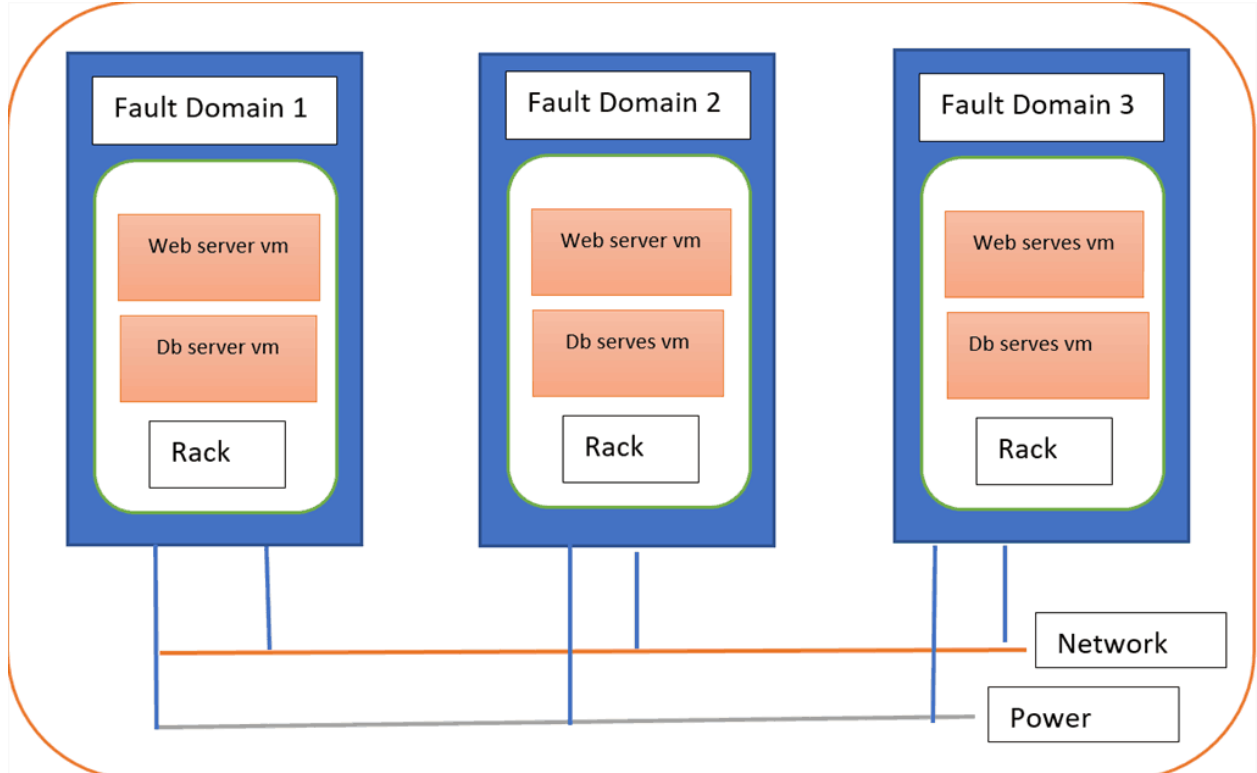 Fault Domain 1
Web server vm
Db server vm
Rack
Fault Domain 2
Web server vm
Db serves vm
Rack
Fault Domain 3
Web serves vm
Db serves vm
Rack
Network
Power